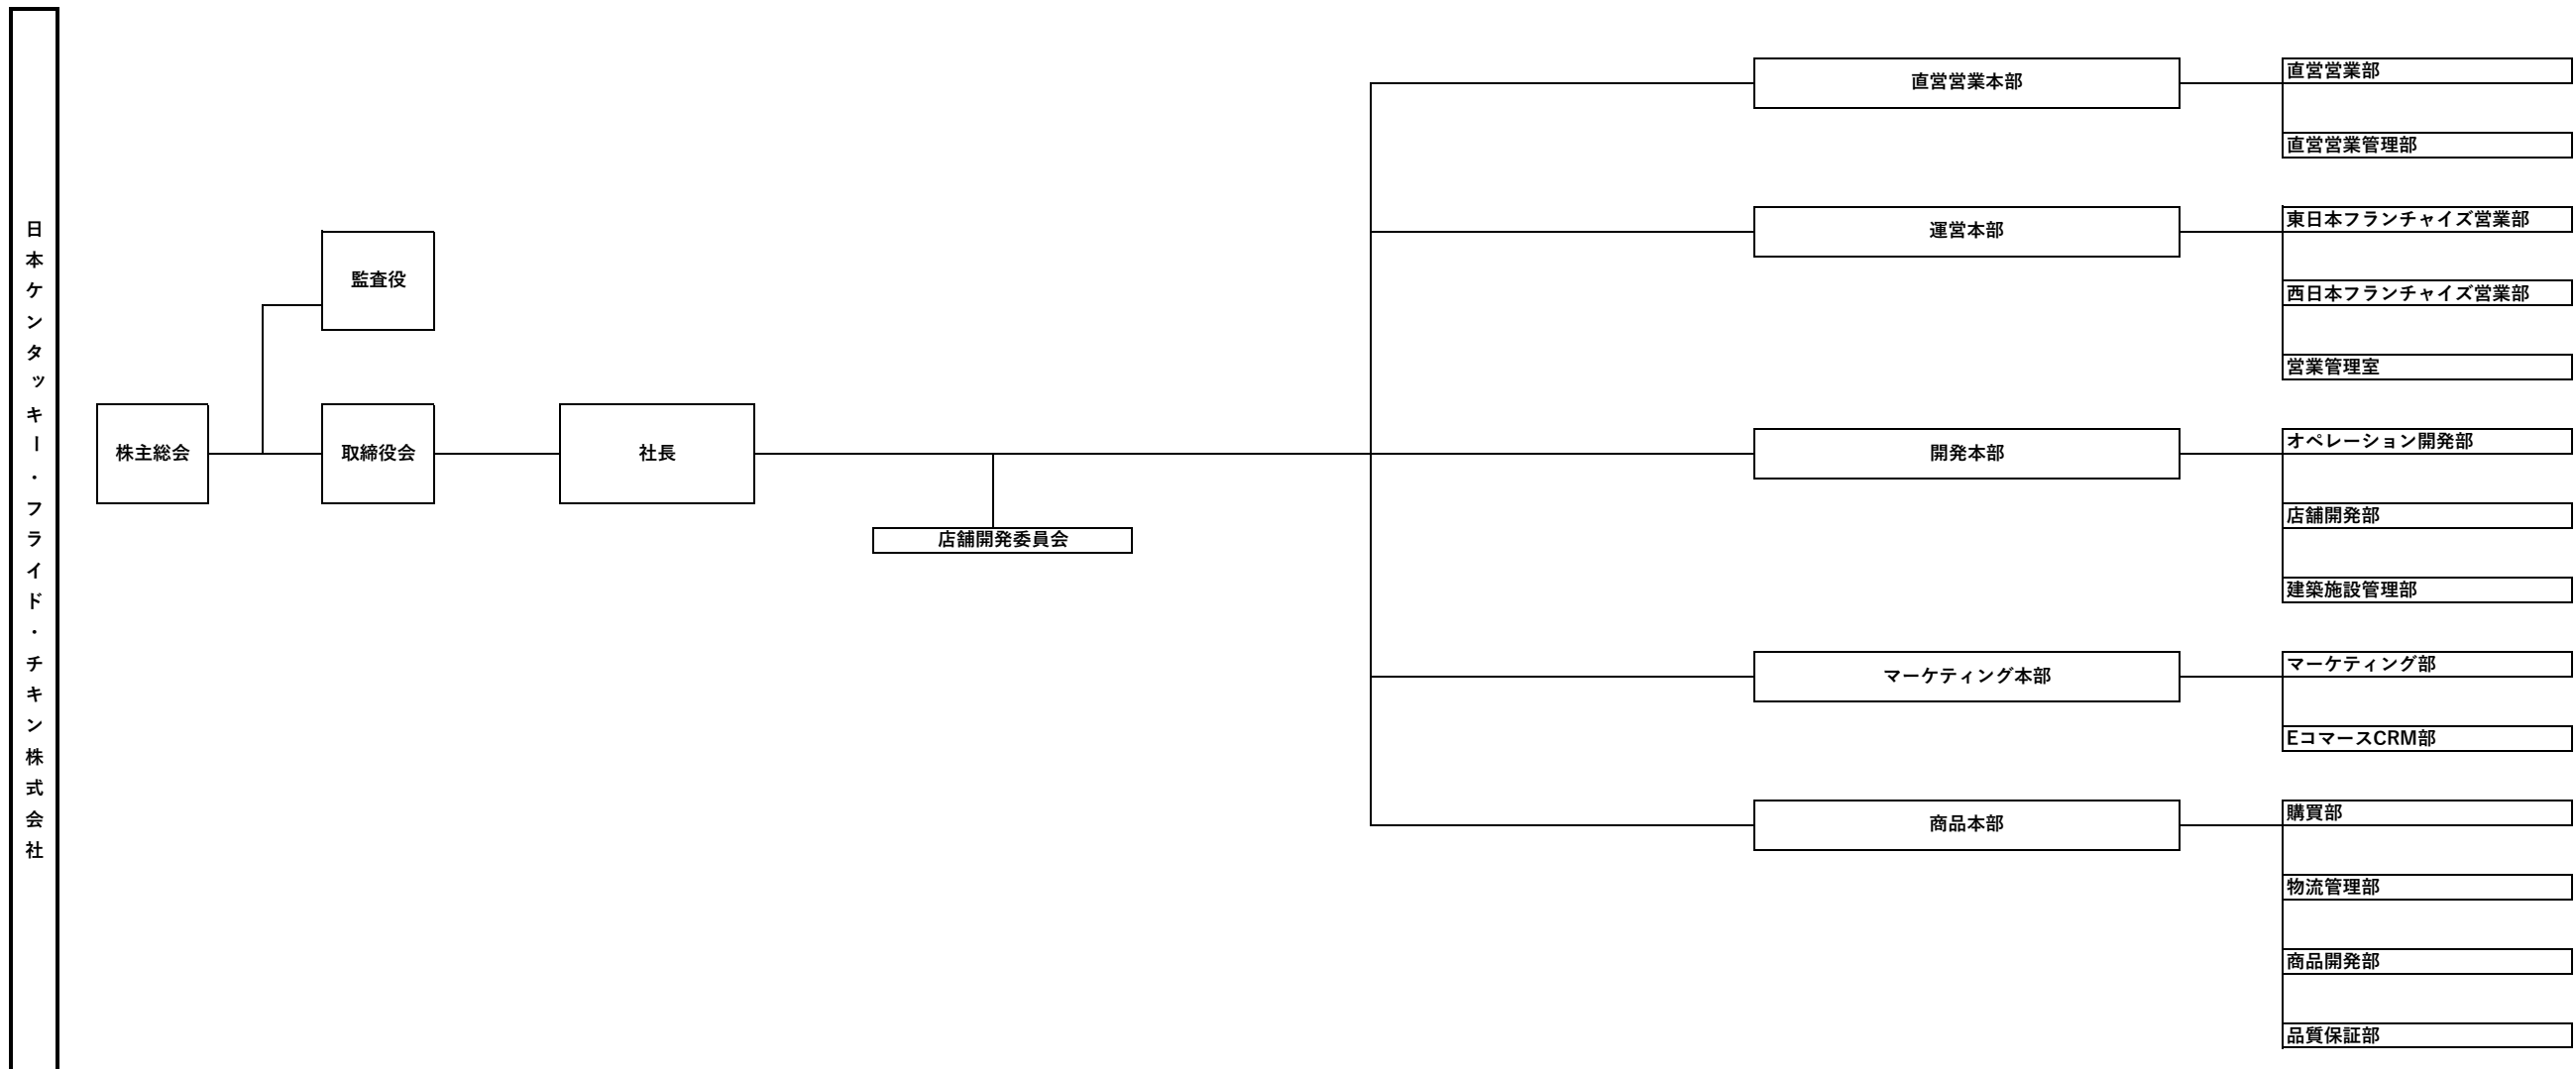 日本ケンタッキー・フライド・チキン株式会社
監査役
株主総会
取締役会
社長
店舗開発委員会
直営営業本部
直営営業部
直営営業管理部
運営本部
東日本フランチャイズ営業部
西日本フランチャイズ営業部
営業管理室
開発本部
オペレーション開発部
店舗開発部
建築施設管理部
マーケティング本部
マーケティング部
EコマースCRM部
商品本部
購買部
物流管理部
商品開発部
品質保証部